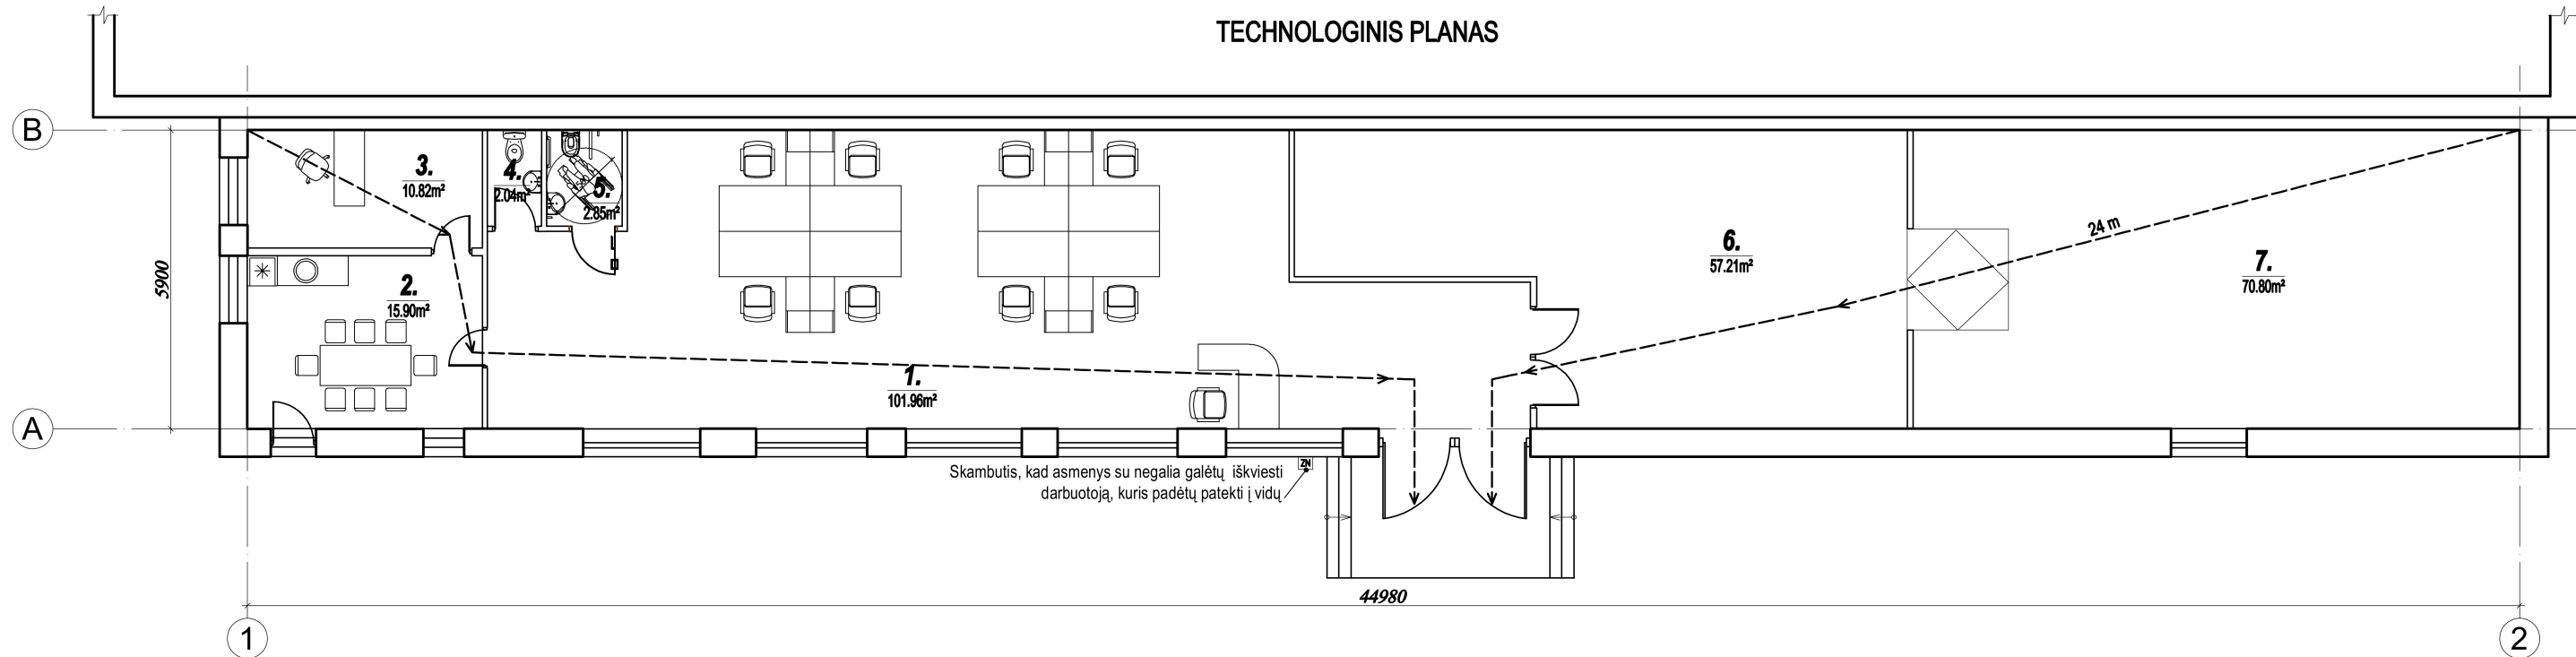 TECHNOLOGINIS PLANAS
B
3.
10.82m²
4.
2.04m²
5.
2.85m²
6.
57.21m²
24 m
7.
70.80m²
5900
2.
15.90m²
1.
101.96m²
A
Skambutis, kad asmenys su negalia galėtų iškviesti
darbuotoją, kuris padėtų patekti į vidų
ZN
44980
1
2